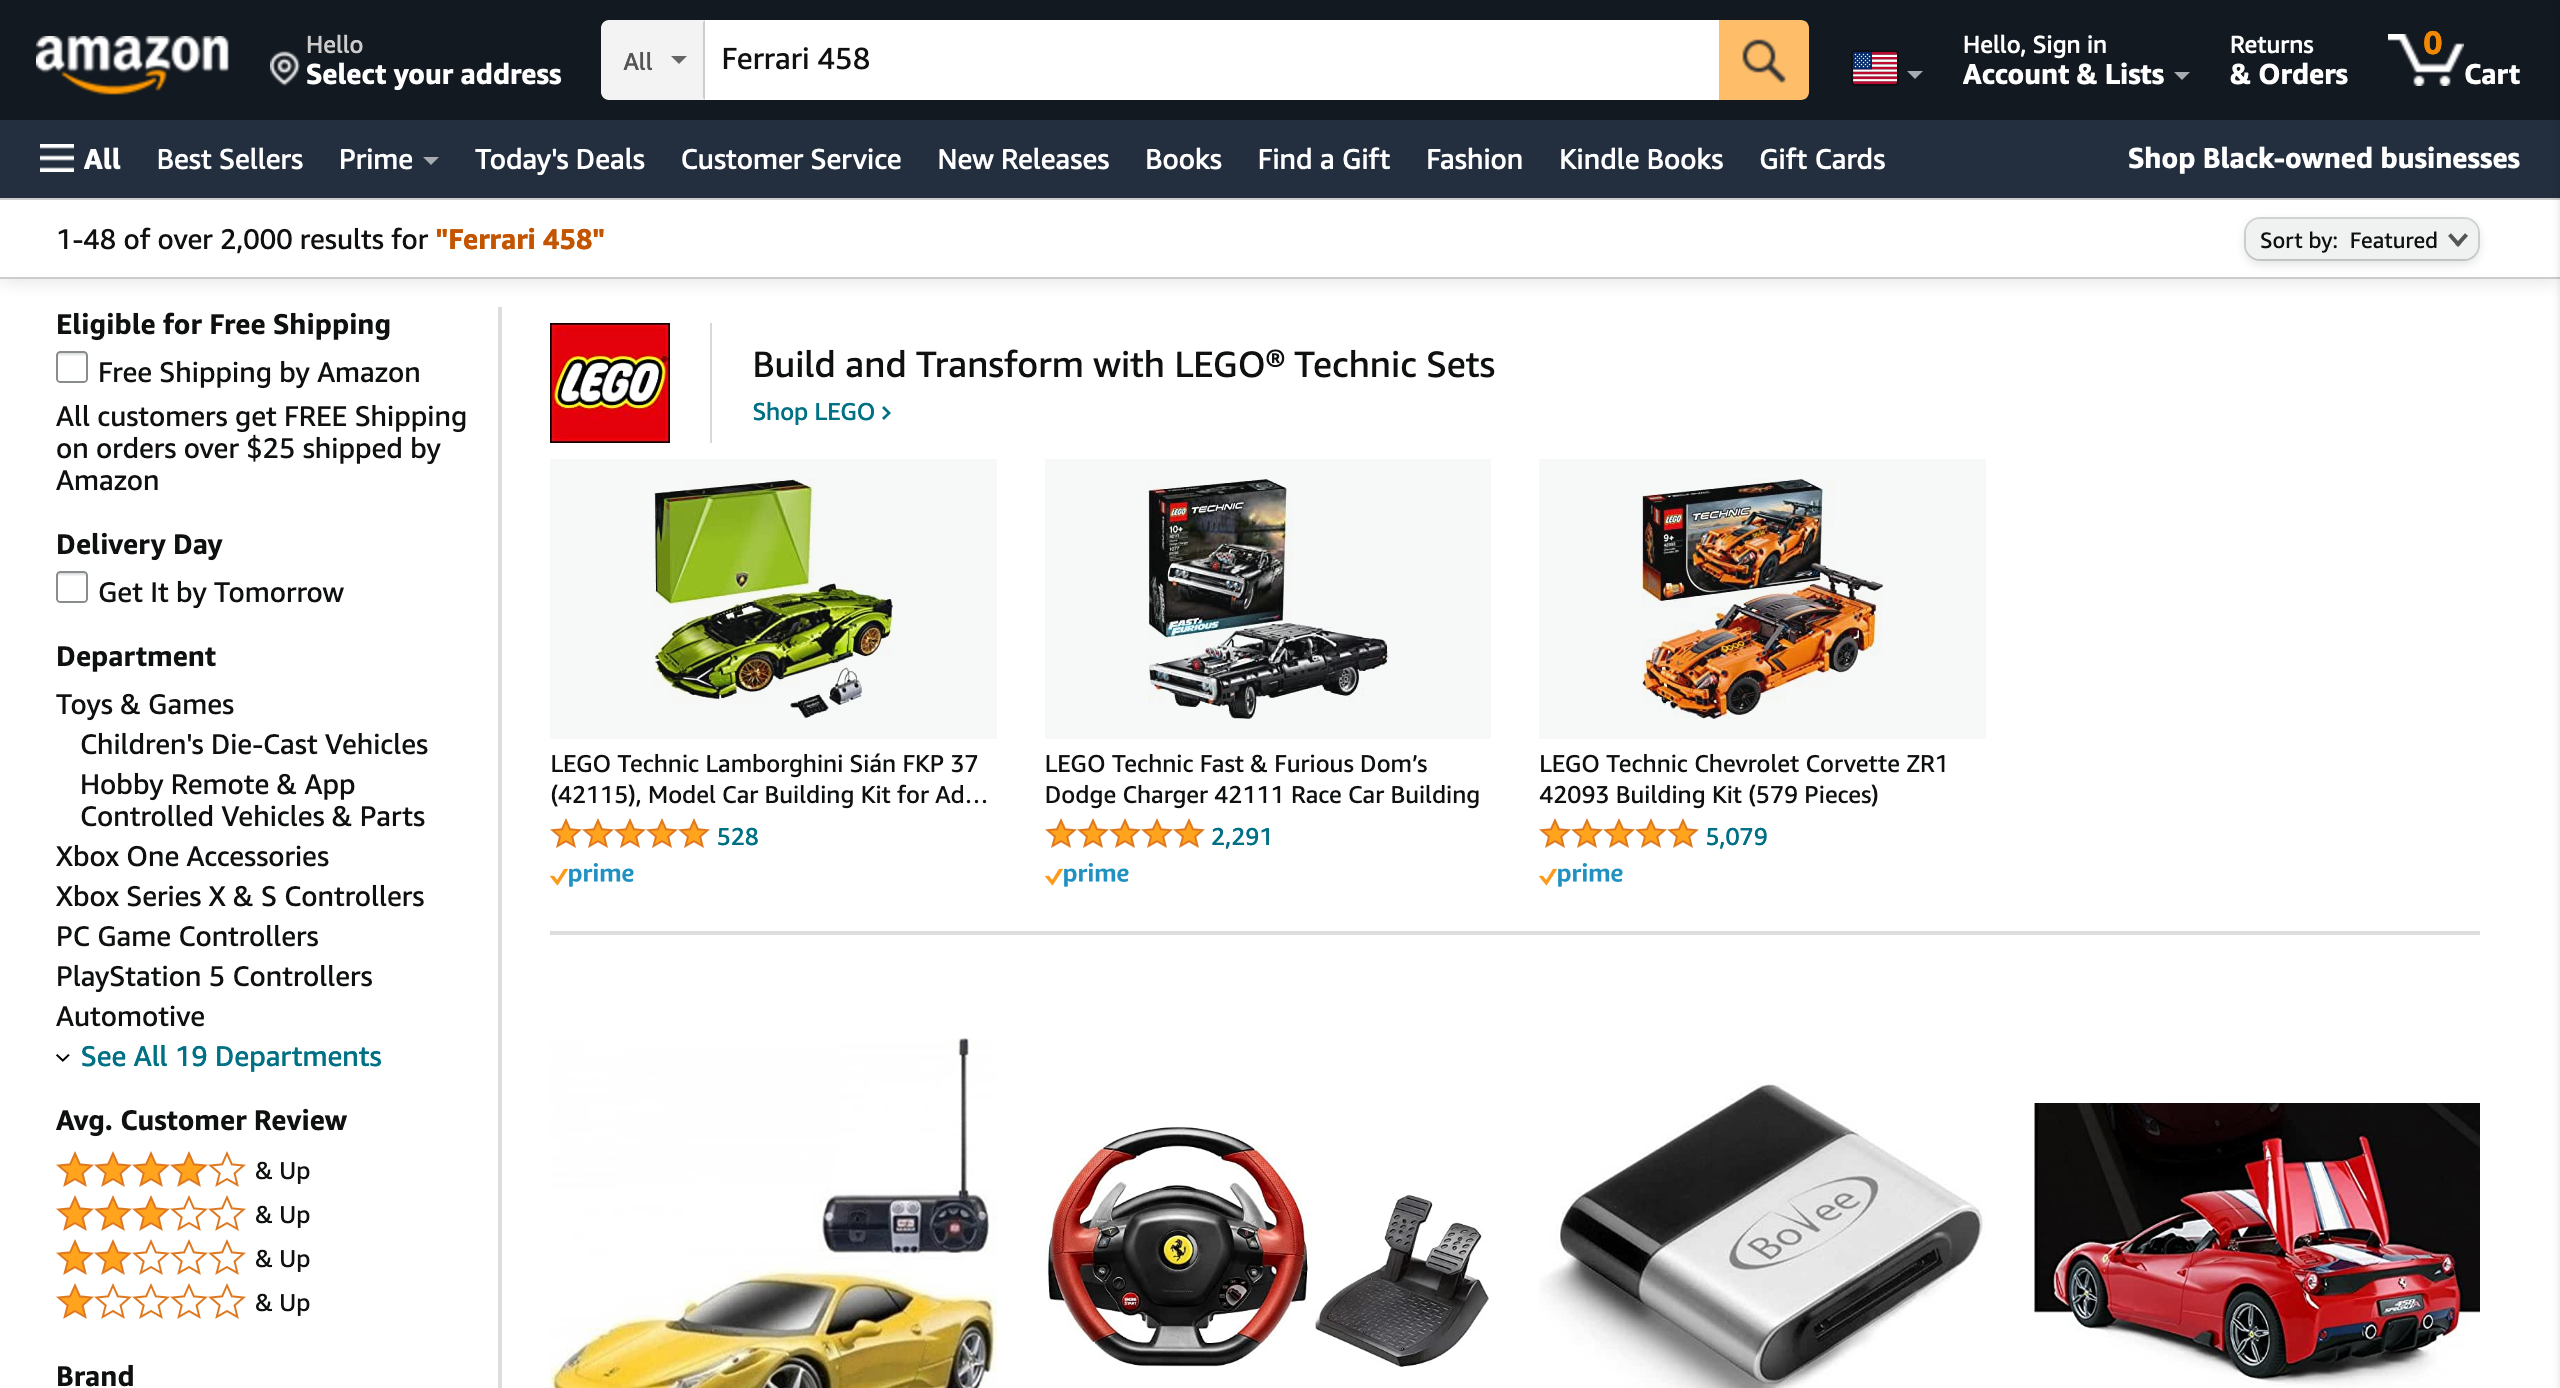 amazon
Hello
Select your address
All
Ferrari 458
Hello, Sign in
Account & Lists
Returns
& Orders
0
Cart
All
Best Sellers
Prime
Today's Deals
Customer Service
New Releases
Books
Find a Gift
Fashion
Kindle Books
Gift Cards
Shop Black-owned businesses
1-48 of over 2,000 results for "Ferrari 458"
Sort by: Featured
Eligible for Free Shipping
Free Shipping by Amazon
All customers get FREE Shipping
on orders over $25 shipped by
Amazon
Delivery Day
Get It by Tomorrow
Department
Toys & Games
Children's Die-Cast Vehicles
Hobby Remote & App
Controlled Vehicles & Parts
Xbox One Accessories
Xbox Series X & S Controllers
PC Game Controllers
PlayStation 5 Controllers
Automotive
See All 19 Departments
Avg. Customer Review
& Up
& Up
& Up
& Up
Brand
LEGO
Build and Transform with LEGO® Technic Sets
Shop LEGO ›
LEGO TECHNIC
10+
FAST & FURIOUS
LEGO TECHNIC
9+
LEGO Technic Lamborghini Sián FKP 37
(42115), Model Car Building Kit for Ad…
528
prime
LEGO Technic Fast & Furious Dom’s
Dodge Charger 42111 Race Car Building
2,291
prime
LEGO Technic Chevrolet Corvette ZR1
42093 Building Kit (579 Pieces)
5,079
prime
BoVee